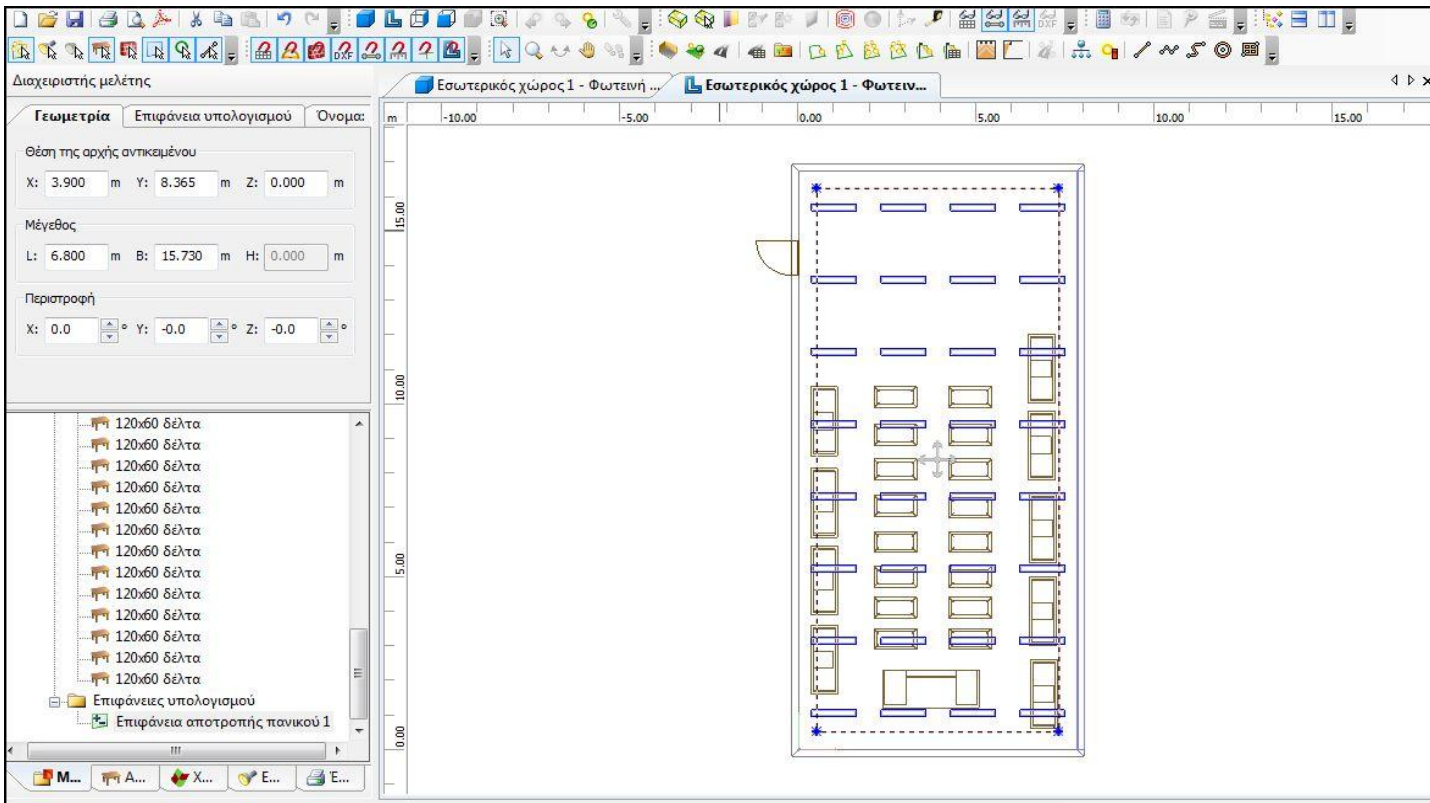 Διαχειριστής μελέτης
Εσωτερικός χώρος 1 - Φωτεινή ...
Εσωτερικός χώρος 1 - Φωτειν...
Γεωμετρία Επιφάνεια υπολογισμού Όνομα:
Θέση της αρχής αντικειμένου
X: 3.900 m Y: 8.365 m Z: 0.000 m
Μέγεθος
L: 6.800 m B: 15.730 m H: 0.000 m
Περιστροφή
X: 0.0 ° Y: -0.0 ° Z: -0.0 °
120x60 δέλτα
120x60 δέλτα
120x60 δέλτα
120x60 δέλτα
120x60 δέλτα
120x60 δέλτα
120x60 δέλτα
120x60 δέλτα
120x60 δέλτα
120x60 δέλτα
120x60 δέλτα
120x60 δέλτα
120x60 δέλτα
Επιφάνειες υπολογισμού
Επιφάνεια αποτροπής πανικού 1
Μ... Α... Χ... Ε... Έ...
m -10.00 -5.00 0.00 5.00 10.00 15.00
15.00
10.00
5.00
0.00